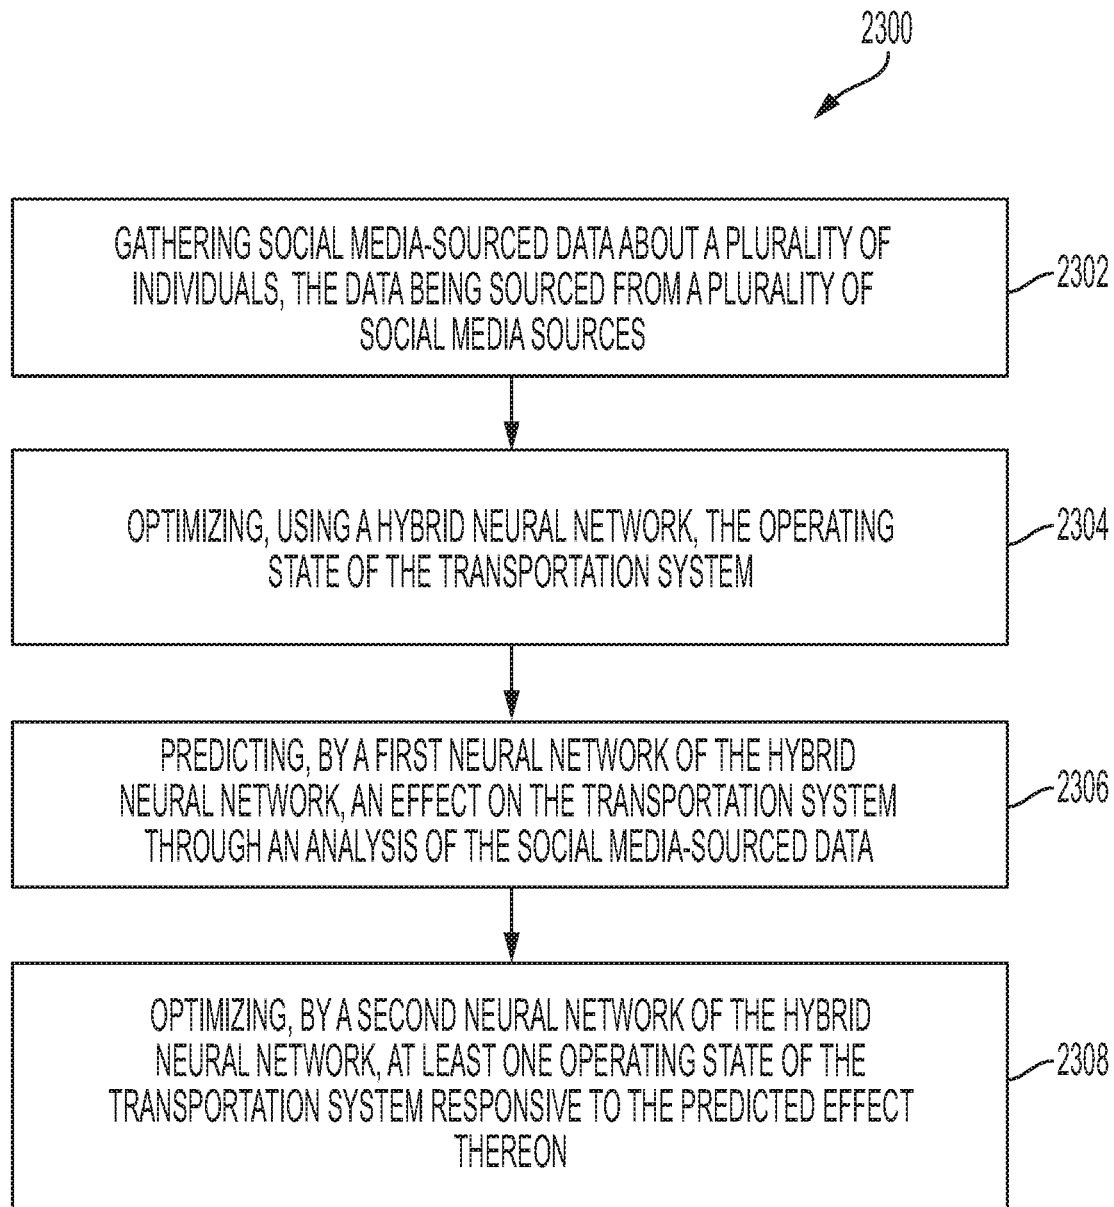 2300
GATHERING SOCIAL MEDIA-SOURCED DATA ABOUT A PLURALITY OF
INDIVIDUALS, THE DATA BEING SOURCED FROM A PLURALITY OF
SOCIAL MEDIA SOURCES
2302
OPTIMIZING, USING A HYBRID NEURAL NETWORK, THE OPERATING
STATE OF THE TRANSPORTATION SYSTEM
2304
PREDICTING, BY A FIRST NEURAL NETWORK OF THE HYBRID
NEURAL NETWORK, AN EFFECT ON THE TRANSPORTATION SYSTEM
THROUGH AN ANALYSIS OF THE SOCIAL MEDIA-SOURCED DATA
2306
OPTIMIZING, BY A SECOND NEURAL NETWORK OF THE HYBRID
NEURAL NETWORK, AT LEAST ONE OPERATING STATE OF THE
TRANSPORTATION SYSTEM RESPONSIVE TO THE PREDICTED EFFECT
THEREON
2308